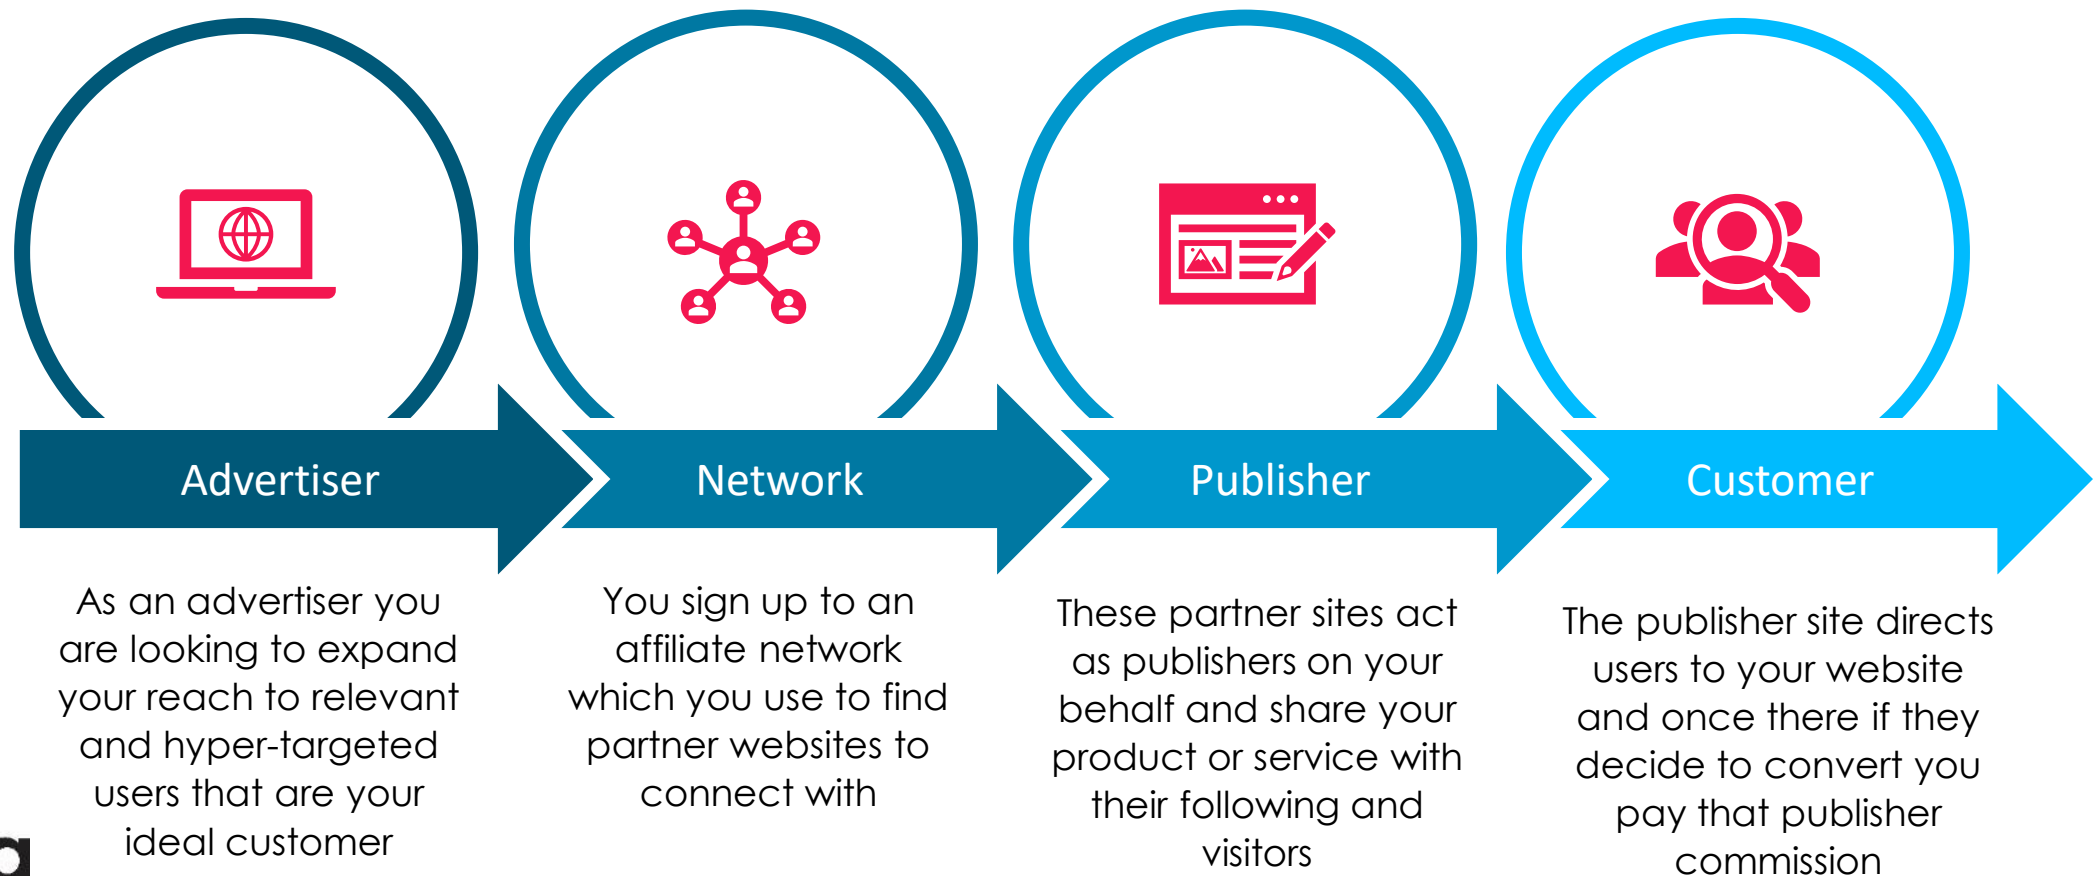 Advertiser
As an advertiser you
are looking to expand
your reach to relevant
and hyper-targeted
users that are your
ideal customer
Network
You sign up to an
affiliate network
which you use to find
partner websites to
connect with
Publisher
These partner sites act
as publishers on your
behalf and share your
product or service with
their following and
visitors
Customer
The publisher site directs
users to your website
and once there if they
decide to convert you
pay that publisher
commission